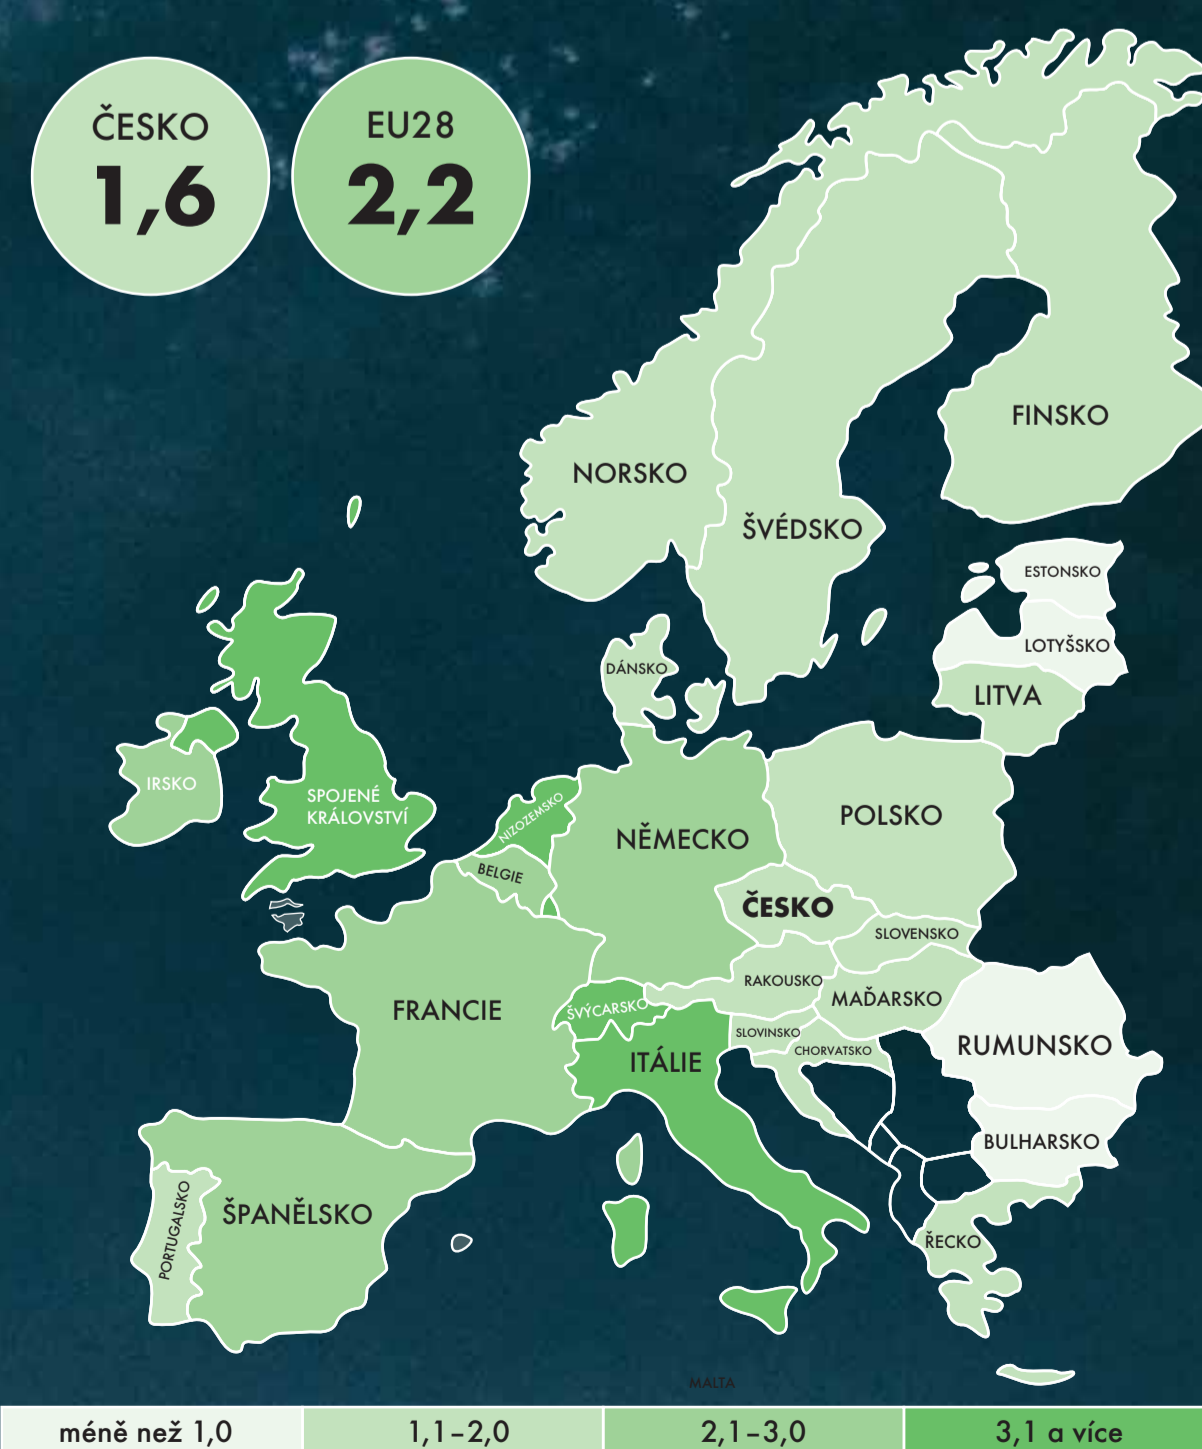 ČESKO
1,6
EU28
2,2
FINSKO
NORSKO
ŠVÉDSKO
ESTONSKO
LOTYŠSKO
DÁNSKO
LITVA
IRSKO
SPOJENÉ
KRÁLOVSTVÍ
NIZOZEMSKO
NĚMECKO
POLSKO
BELGIE
ČESKO
SLOVENSKO
RAKOUSKO
MAĎARSKO
FRANCIE
ŠVÝCARSKO
SLOVINSKO
CHORVATSKO
RUMUNSKO
ITÁLIE
BULHARSKO
PORTUGALSKO
ŠPANĚLSKO
ŘECKO
MALTA
méně než 1,0
1,1–2,0
2,1–3,0
3,1 a více